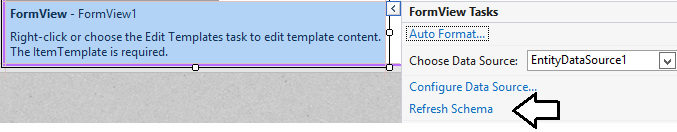 FormView - FormView1
Right-click or choose the Edit Templates task to edit template content.
The ItemTemplate is required.
FormView Tasks
Auto Format...
Choose Data Source: EntityDataSource1
Configure Data Source...
Refresh Schema